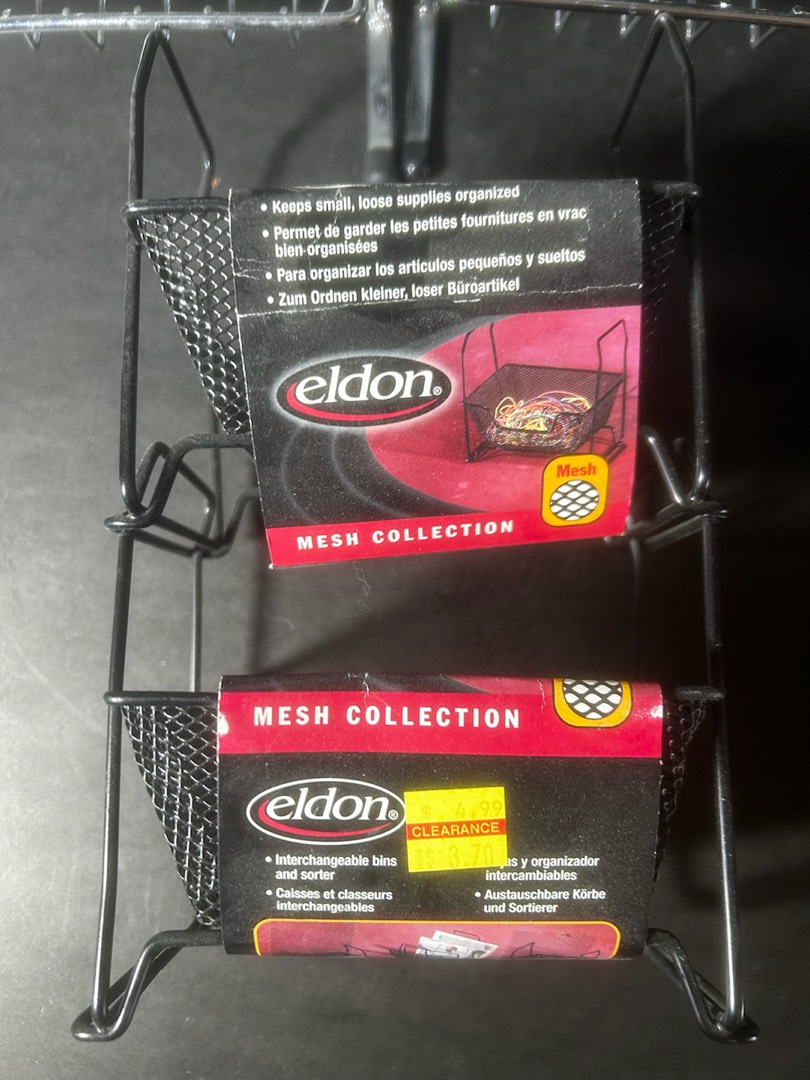 • Keeps small, loose supplies organized
• Permet de garder les petites fournitures en vrac
bien-organisées
• Para organizar los artículos pequeños y sueltos
• Zum Ordnen kleiner, loser Büroartikel
eldon®
Mesh
MESH COLLECTION
MESH COLLECTION
eldon®
$ 4.99
CLEARANCE
3.70
• Interchangeable bins
and sorter
• Caisses et classeurs
interchangeables
y organizador
intercambiables
• Austauschbare Körbe
und Sortierer